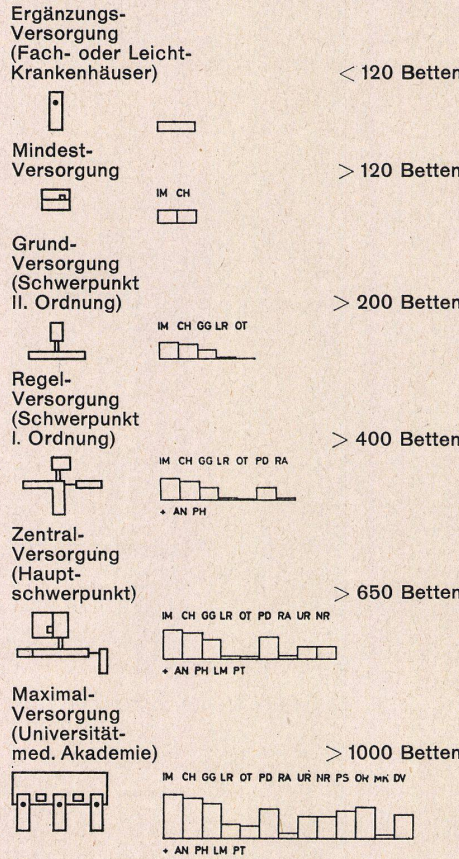 Ergänzungs-
Versorgung
(Fach- oder Leicht-
Krankenhäuser) < 120 Betten
Mindest-
Versorgung > 120 Betten
IM CH
Grund-
Versorgung
(Schwerpunkt
II. Ordnung) > 200 Betten
IM CH GG LR OT
Regel-
Versorgung
(Schwerpunkt
I. Ordnung) > 400 Betten
IM CH GG LR OT PD RA
+ AN PH
Zentral-
Versorgung
(Haupt-
schwerpunkt) > 650 Betten
IM CH GG LR OT PD RA UR NR
+ AN PH LM PT
Maximal-
Versorgung
(Universität-
med. Akademie) > 1000 Betten
IM CH GG LR OT PD RA UR NR PS OH MK DV
+ AN PH LM PT